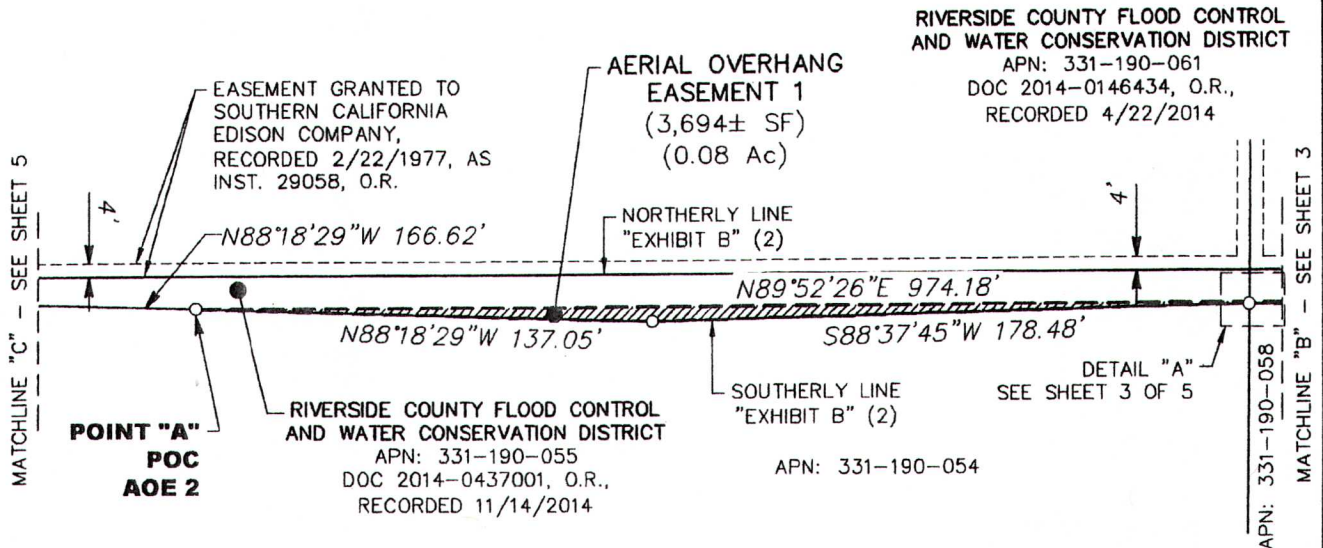 RIVERSIDE COUNTY FLOOD CONTROL
AND WATER CONSERVATION DISTRICT
APN: 331-190-061
DOC 2014-0146434, O.R.,
RECORDED 4/22/2014
AERIAL OVERHANG
EASEMENT 1
(3,694± SF)
(0.08 Ac)
EASEMENT GRANTED TO
SOUTHERN CALIFORNIA
EDISON COMPANY,
RECORDED 2/22/1977, AS
INST. 29058, O.R.
MATCHLINE "C" - SEE SHEET 5
4'
N88°18'29"W 166.62'
NORTHERLY LINE
"EXHIBIT B" (2)
4'
MATCHLINE "B" - SEE SHEET 3
N89°52'26"E 974.18'
N88°18'29"W 137.05'
S88°37'45"W 178.48'
DETAIL "A"
SEE SHEET 3 OF 5
SOUTHERLY LINE
"EXHIBIT B" (2)
POINT "A"
POC
AOE 2
RIVERSIDE COUNTY FLOOD CONTROL
AND WATER CONSERVATION DISTRICT
APN: 331-190-055
DOC 2014-0437001, O.R.,
RECORDED 11/14/2014
APN: 331-190-054
APN: 331-190-058